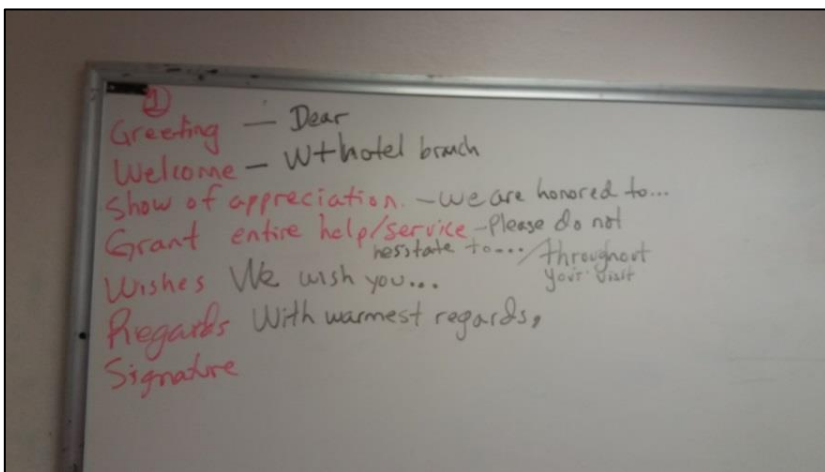 ①
Greeting — Dear
Welcome — W+hotel branch
Show of appreciation. - we are honored to...
Grant entire help/service - Please do not
hesitate to... / throughout
your visit
Wishes We wish you...
Regards With warmest regards,
Signature